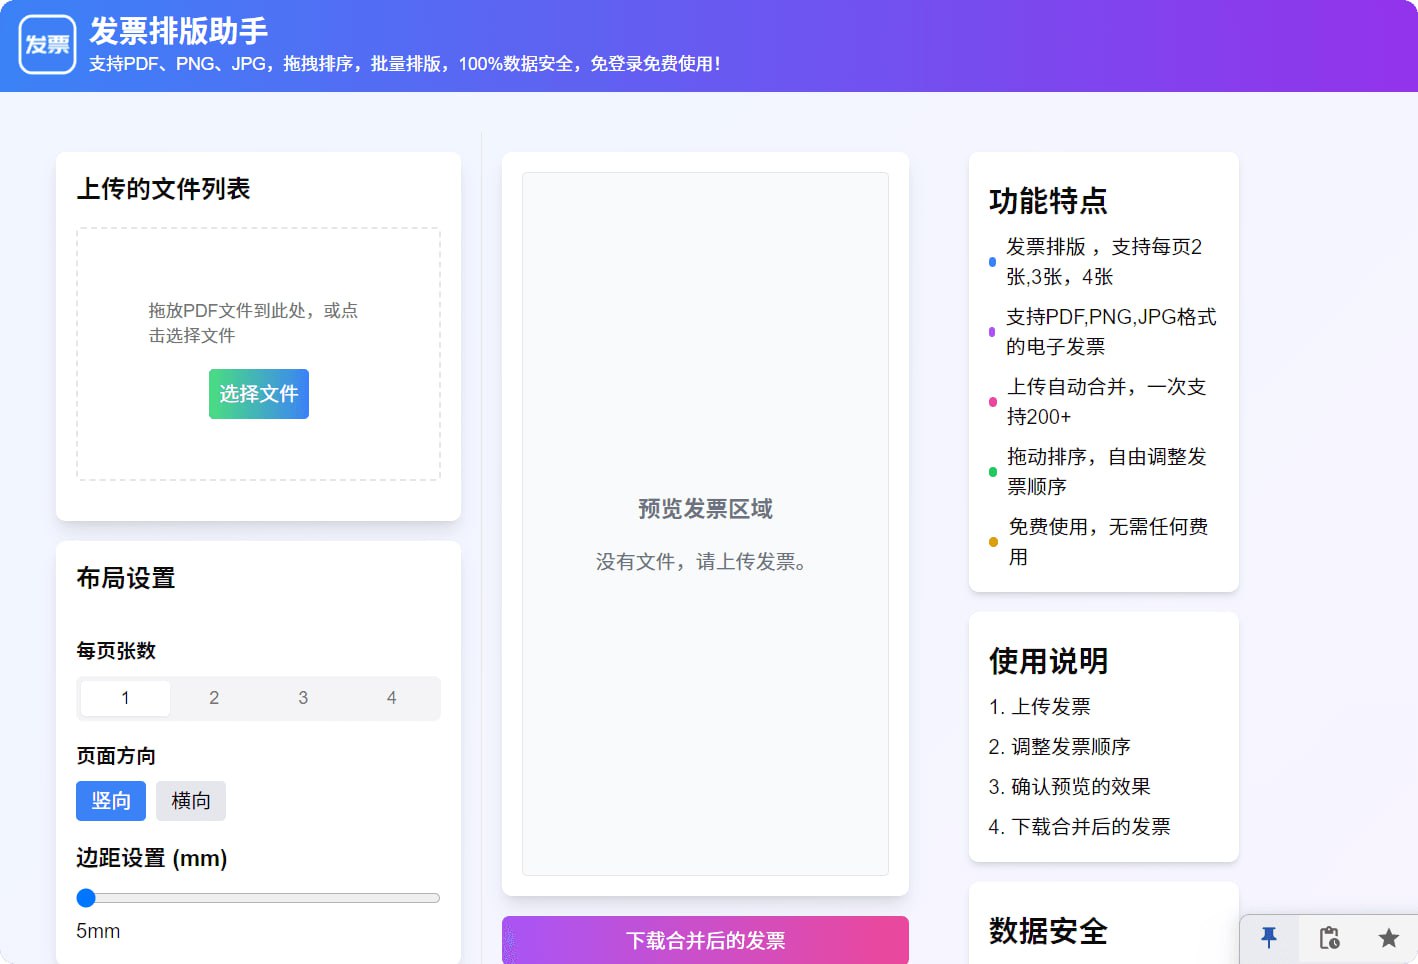 发票
发票排版助手
支持PDF、PNG、JPG，拖拽排序，批量排版，100%数据安全，免登录免费使用！
上传的文件列表
拖放PDF文件到此处，或点
击选择文件
选择文件
布局设置
每页张数
1 2 3 4
页面方向
竖向 横向
边距设置 (mm)
5mm
预览发票区域
没有文件，请上传发票。
下载合并后的发票
功能特点
发票排版 ，支持每页2
张,3张，4张
支持PDF,PNG,JPG格式
的电子发票
上传自动合并，一次支
持200+
拖动排序，自由调整发
票顺序
免费使用，无需任何费
用
使用说明
1. 上传发票
2. 调整发票顺序
3. 确认预览的效果
4. 下载合并后的发票
数据安全